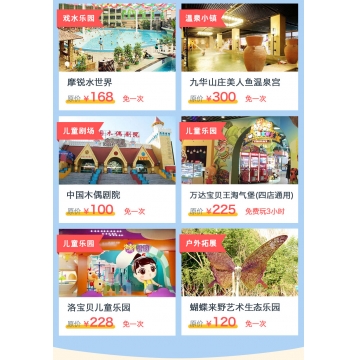 戏水乐园
摩锐水世界
原价 ¥168 免一次
温泉小镇
九华山庄美人鱼温泉宫
原价 ¥300 免一次
儿童剧场
木偶剧院
中国木偶剧院
原价 ¥100 免一次
儿童乐园
万达宝贝王淘气堡(四店通用)
原价 ¥225 免费玩3小时
儿童乐园
洛宝贝儿童乐园
原价 ¥228 免一次
户外拓展
蝴蝶来野艺术生态乐园
原价 ¥120 免一次